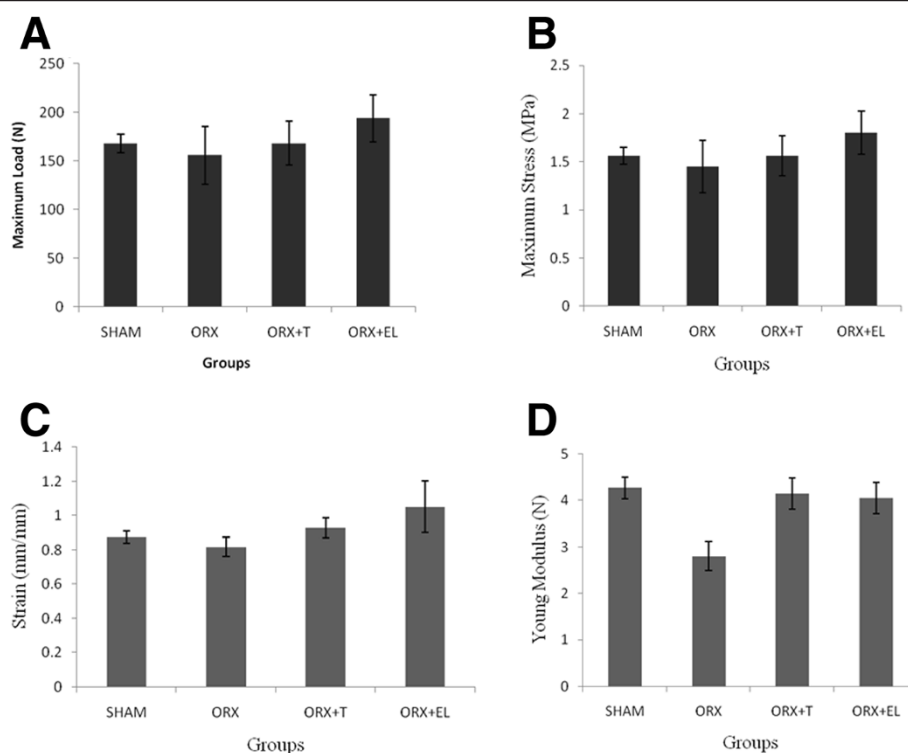 A
Maximum Load (N)
250
200
150
100
50
0
SHAM ORX ORX+T ORX+EL
Groups
B
Maximum Stress (MPa)
2.5
2
1.5
1
0.5
0
SHAM ORX ORX+T ORX+EL
Groups
C
Strain (mm/mm)
1.4
1.2
1
0.8
0.6
0.4
0.2
0
SHAM ORX ORX+T ORX+EL
Groups
D
Young Modulus (N)
5
4
3
2
1
0
SHAM ORX ORX+T ORX+EL
Groups